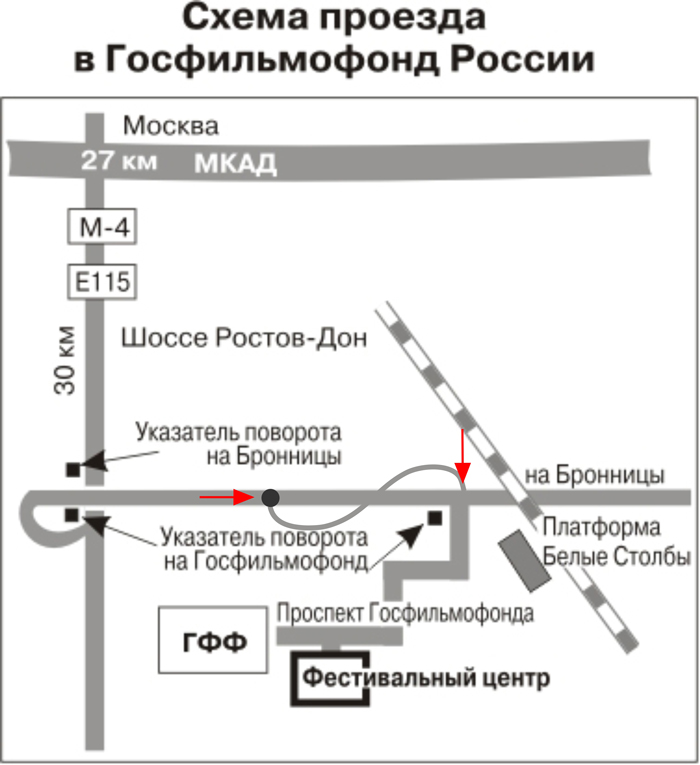 Схема проезда
в Госфильмофонд России
Москва
27 км МКАД
М-4
Е115
30 км
Шоссе Ростов-Дон
Указатель поворота
на Бронницы
на Бронницы
Указатель поворота
на Госфильмофонд
Платформа
Белые Столбы
Проспект Госфильмофонда
ГФФ
Фестивальный центр